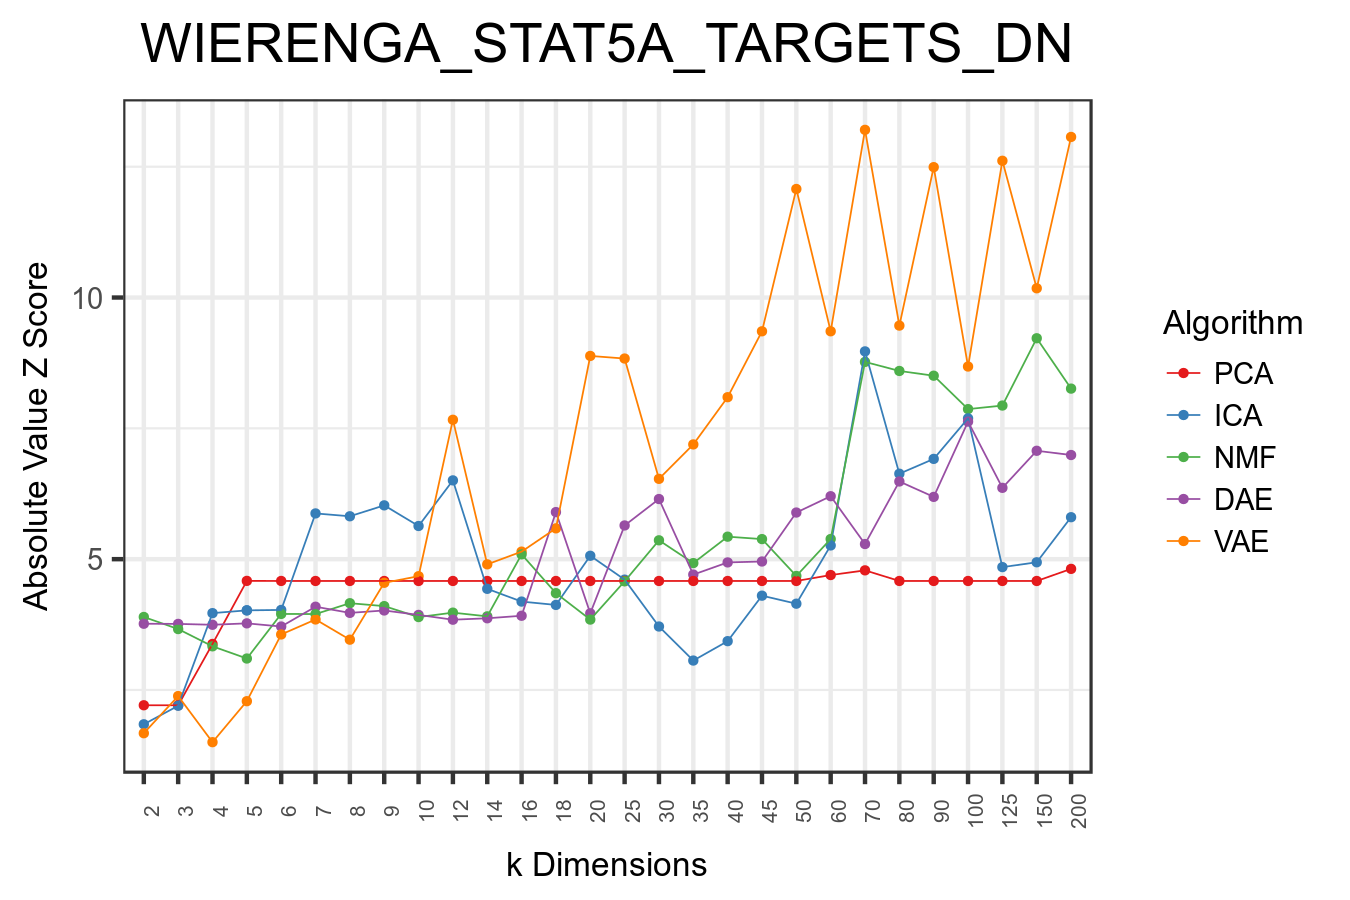 WIERENGA_STAT5A_TARGETS_DN
Absolute Value Z Score
10
5
2 3 4 5 6 7 8 9 10 12 14 16 18 20 25 30 35 40 45 50 60 70 80 90 100 125 150 200
k Dimensions
Algorithm
PCA
ICA
NMF
DAE
VAE